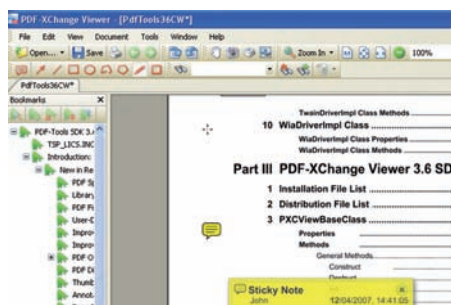 PDF-XChange Viewer - [PdfTools36CW*]
File Edit View Document Tools Window Help
Open... Save Zoom In 100%
PdfTools36CW*
Bookmarks
PDF-Tools SDK 3.
TSP_LICS.INC
Introduction:
New in Re
PDF Sp
Library
PDF Fi
User-D
Improv
Improv
PDF O
PDF Di
Thumb
Annot
TwainDriverImpl Class Methods
10 WiaDriverImpl Class
WiaDriverImpl Class Properties
WiaDriverImpl Class Methods
Part III PDF-XChange Viewer 3.6 SD
1 Installation File List
2 Distribution File List
3 PXCViewBaseClass
Properties
Methods
General Methods
Construct
Sticky Note
John 12/04/2007, 14:41:05